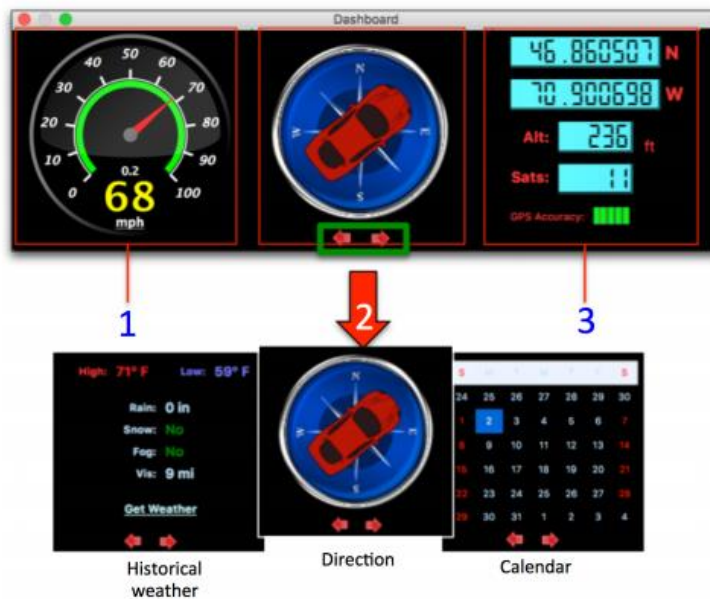 Dashboard
40 50 60
30 70
20 80
10 90
0 100
0.2
68
mph
N
W E
S
46.860507 N
70.900698 W
Alt: 236 ft
Sats: 11
GPS Accuracy:
1
2
3
High: 71° F Low: 59° F
Rain: 0 in
Snow: No
Fog: No
Vis: 9 mi
Get Weather
N
W E
S
S M T W T F S
24 25 26 27 28 29 30
1 2 3 4 5 6 7
8 9 10 11 12 13 14
15 16 17 18 19 20 21
22 23 24 25 26 27 28
29 30 31 1 2 3 4
Historical
weather
Direction
Calendar